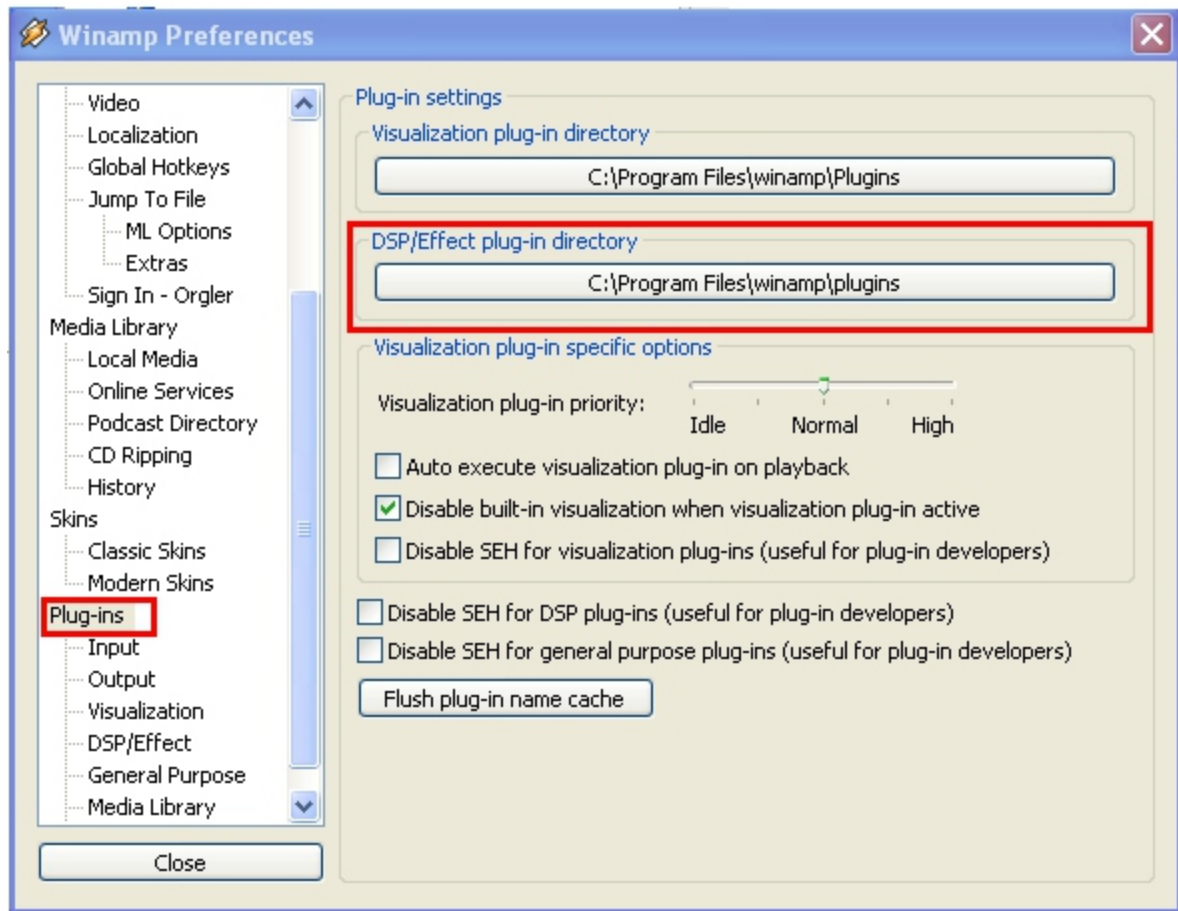 Winamp Preferences
Video
Localization
Global Hotkeys
Jump To File
ML Options
Extras
Sign In - Orgler
Media Library
Local Media
Online Services
Podcast Directory
CD Ripping
History
Skins
Classic Skins
Modern Skins
Plug-ins
Input
Output
Visualization
DSP/Effect
General Purpose
Media Library
Close
Plug-in settings
Visualization plug-in directory
C:\Program Files\winamp\Plugins
DSP/Effect plug-in directory
C:\Program Files\winamp\plugins
Visualization plug-in specific options
Visualization plug-in priority:
Idle Normal High
Auto execute visualization plug-in on playback
Disable built-in visualization when visualization plug-in active
Disable SEH for visualization plug-ins (useful for plug-in developers)
Disable SEH for DSP plug-ins (useful for plug-in developers)
Disable SEH for general purpose plug-ins (useful for plug-in developers)
Flush plug-in name cache